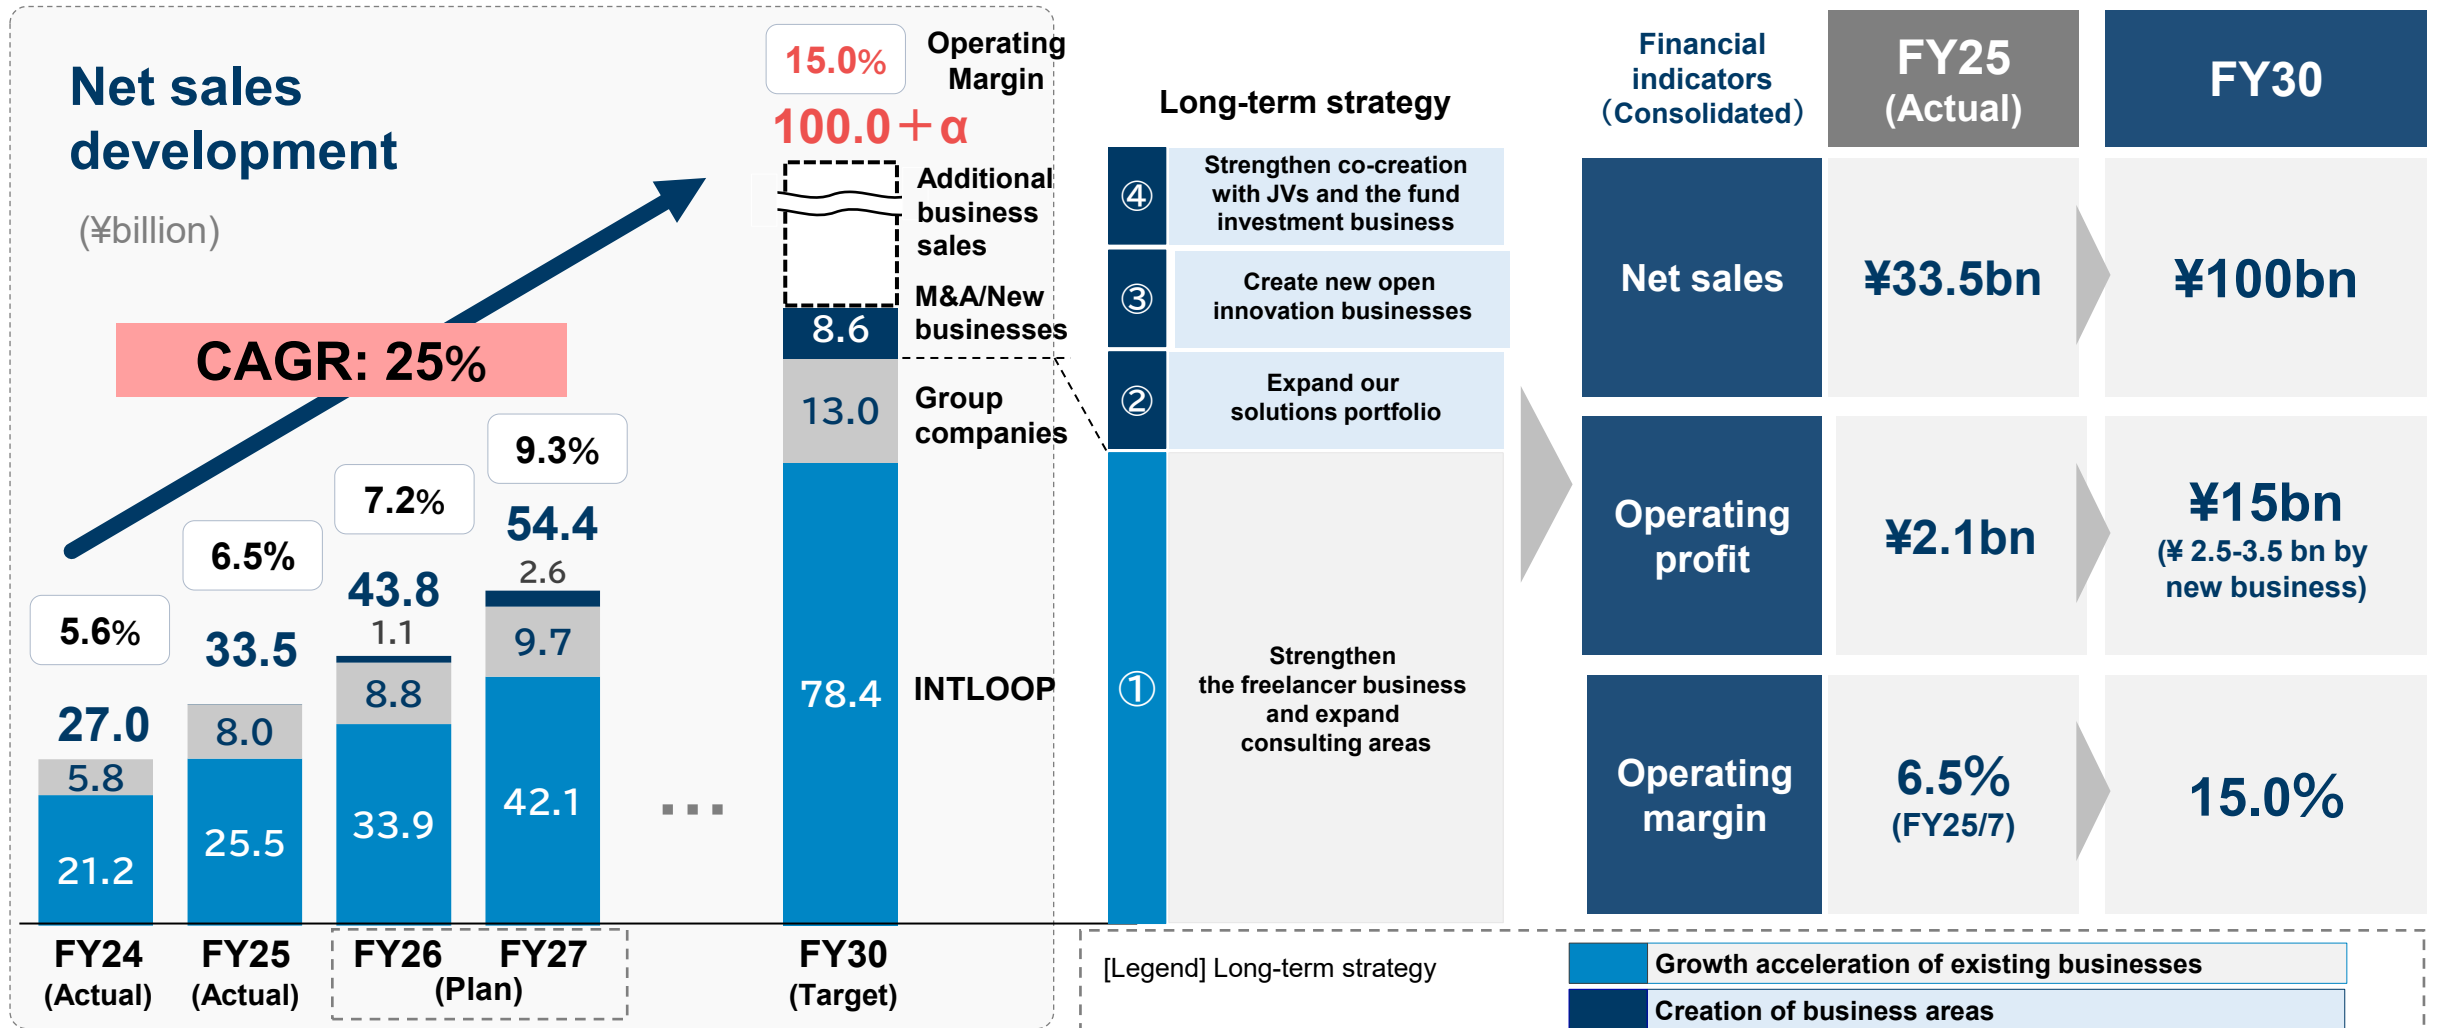 Net sales
development
(¥billion)
CAGR: 25%
15.0%
Operating
Margin
100.0＋α
Additional
business
sales
M&A/New
businesses
8.6
Group
companies
13.0
INTLOOP
78.4
9.3%
54.4
2.6
9.7
42.1
7.2%
43.8
1.1
8.8
33.9
6.5%
33.5
8.0
25.5
5.6%
27.0
5.8
21.2
...
FY24
(Actual)
FY25
(Actual)
FY26
FY27
(Plan)
FY30
(Target)
Long-term strategy
④
Strengthen co-creation
with JVs and the fund
investment business
③
Create new open
innovation businesses
②
Expand our
solutions portfolio
①
Strengthen
the freelancer business
and expand
consulting areas
Financial
indicators
（Consolidated）
FY25
(Actual)
FY30
Net sales
¥33.5bn
¥100bn
Operating
profit
¥2.1bn
¥15bn
(¥ 2.5-3.5 bn by
new business)
Operating
margin
6.5%
(FY25/7)
15.0%
[Legend] Long-term strategy
Growth acceleration of existing businesses
Creation of business areas